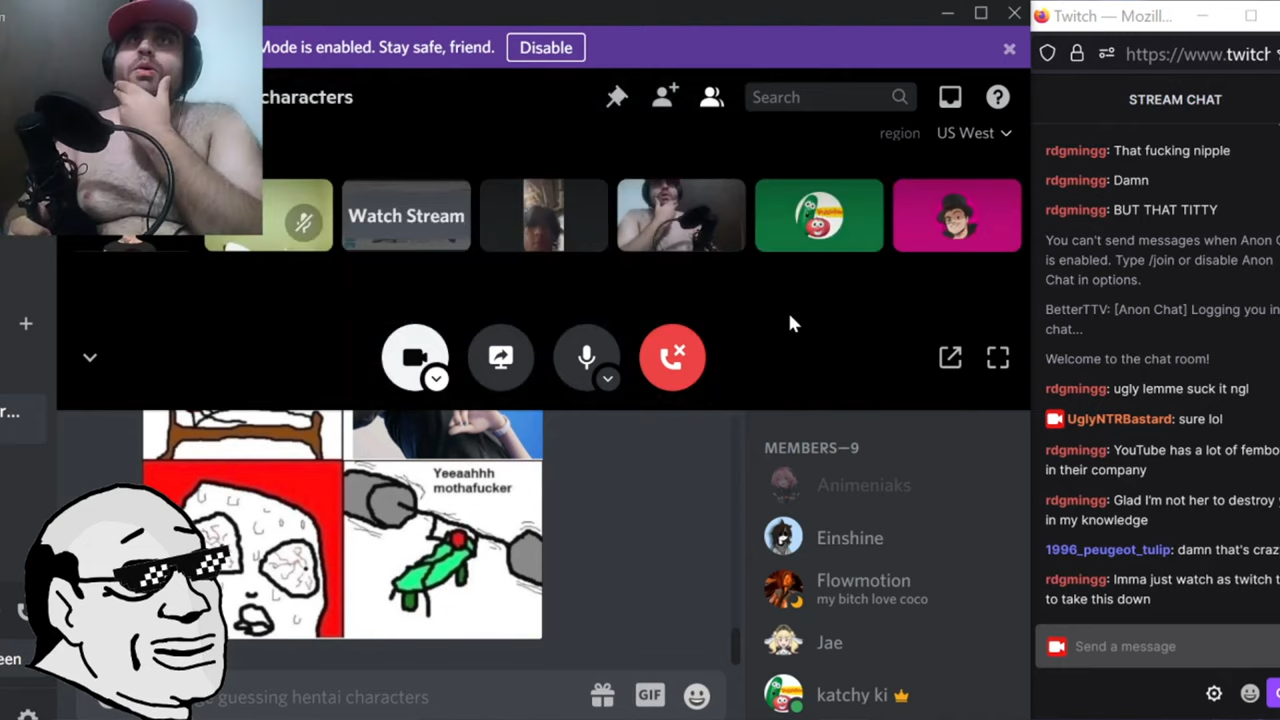 Mode is enabled. Stay safe, friend.
Disable
characters
Search
region
US West
Watch Stream
Yeeaahhh
mothafucker
guessing hentai characters
GIF
MEMBERS—9
Animeniaks
Einshine
Flowmotion
my bitch love coco
Jae
katchy ki
een
Twitch — Mozil...
https://www.twitch
STREAM CHAT
rdgmingg: That fucking nipple
rdgmingg: Damn
rdgmingg: BUT THAT TITTY
You can't send messages when Anon C
is enabled. Type /join or disable Anon
Chat in options.
BetterTTV: [Anon Chat] Logging you in
chat...
Welcome to the chat room!
rdgmingg: ugly lemme suck it ngl
UglyNTRBastard: sure lol
rdgmingg: YouTube has a lot of fembo
in their company
rdgmingg: Glad I'm not her to destroy
in my knowledge
1996_peugeot_tulip: damn that's craz
rdgmingg: Imma just watch as twitch t
to take this down
Send a message